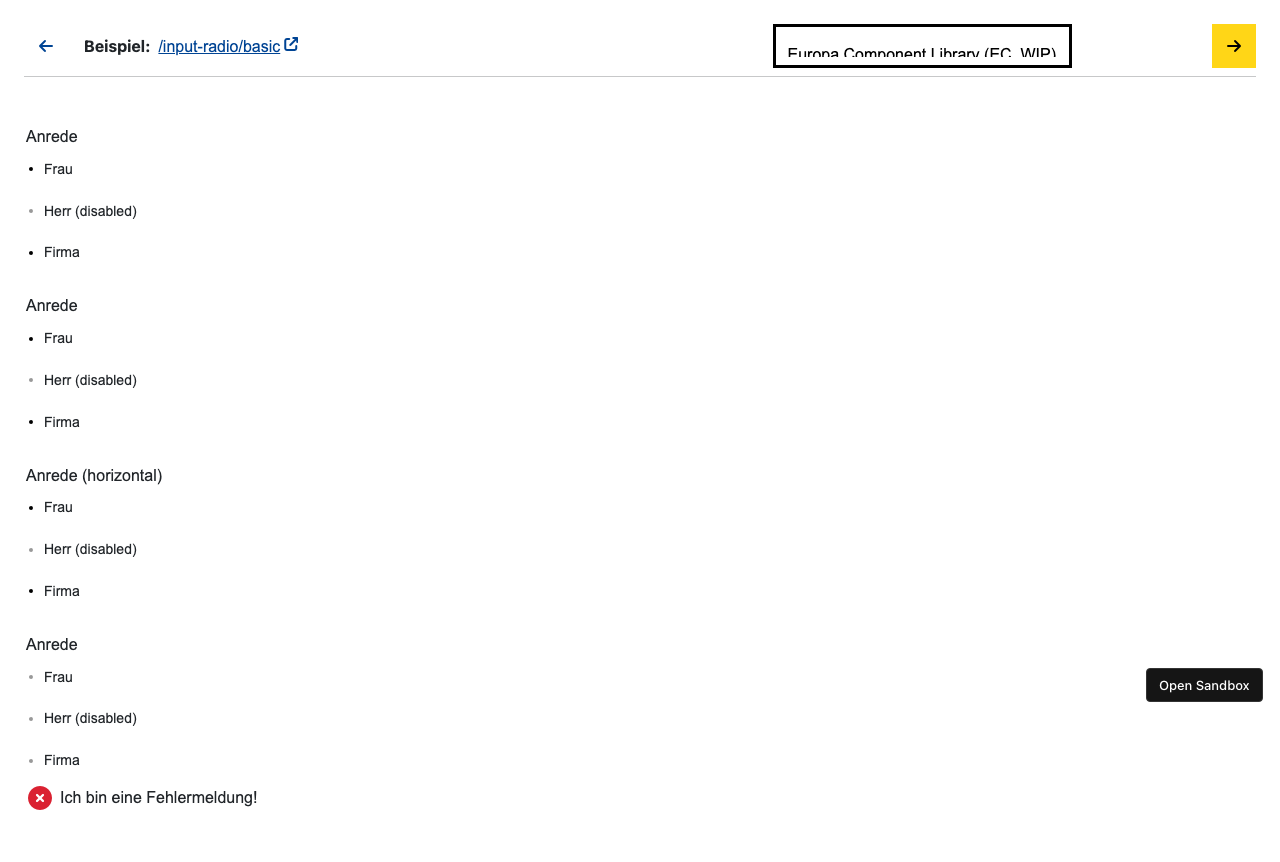 Beispiel: /input-radio/basic Europa Component Library (EC, WIP)
Anrede
Frau
Herr (disabled)
Firma
Anrede
Frau
Herr (disabled)
Firma
Anrede (horizontal)
Frau
Herr (disabled)
Firma
Anrede
Frau
Open Sandbox
Herr (disabled)
Firma
Ich bin eine Fehlermeldung!